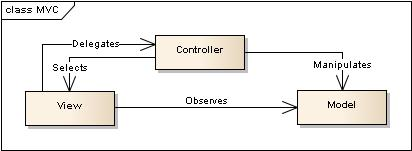 class MVC
Delegates
Controller
Selects
Manipulates
View
Observes
Model